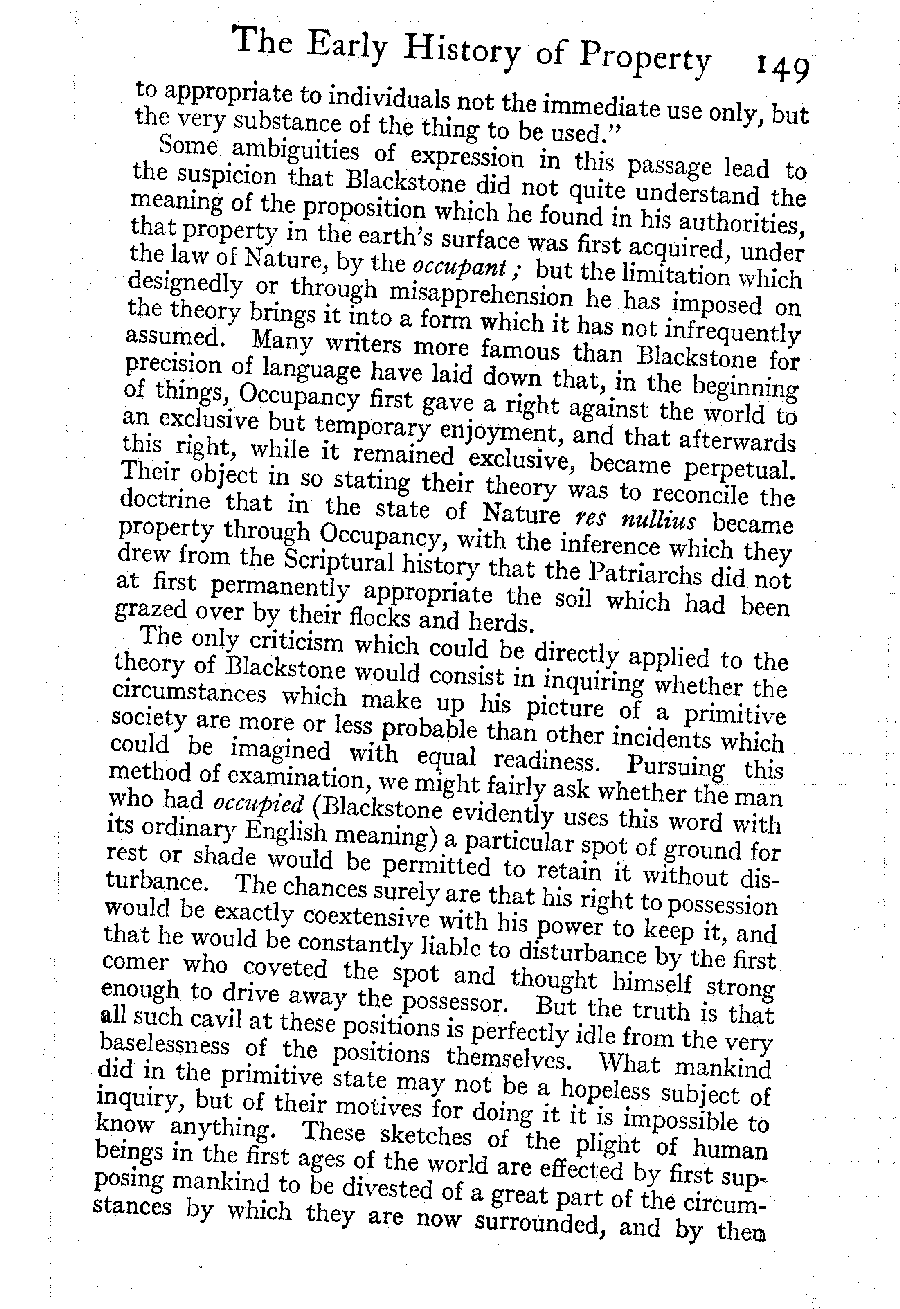 The Early History of Property 149
to appropriate to individuals not the immediate use only, but
the very substance of the thing to be used.”
Some ambiguities of expression in this passage lead to
the suspicion that Blackstone did not quite understand the
meaning of the proposition which he found in his authorities,
that property in the earth’s surface was first acquired, under
the law of Nature, by the occupant; but the limitation which
designedly or through misapprehension he has imposed on
the theory brings it into a form which it has not infrequently
assumed. Many writers more famous than Blackstone for
precision of language have laid down that, in the beginning
of things, Occupancy first gave a right against the world to
an exclusive but temporary enjoyment, and that afterwards
this right, while it remained exclusive, became perpetual.
Their object in so stating their theory was to reconcile the
doctrine that in the state of Nature res nullius became
property through Occupancy, with the inference which they
drew from the Scriptural history that the Patriarchs did not
at first permanently appropriate the soil which had been
grazed over by their flocks and herds.
The only criticism which could be directly applied to the
theory of Blackstone would consist in inquiring whether the
circumstances which make up his picture of a primitive
society are more or less probable than other incidents which
could be imagined with equal readiness. Pursuing this
method of examination, we might fairly ask whether the man
who had occupied (Blackstone evidently uses this word with
its ordinary English meaning) a particular spot of ground for
rest or shade would be permitted to retain it without dis-
turbance. The chances surely are that his right to possession
would be exactly coextensive with his power to keep it, and
that he would be constantly liable to disturbance by the first
comer who coveted the spot and thought himself strong
enough to drive away the possessor. But the truth is that
all such cavil at these positions is perfectly idle from the very
baselessness of the positions themselves. What mankind
did in the primitive state may not be a hopeless subject of
inquiry, but of their motives for doing it it is impossible to
know anything. These sketches of the plight of human
beings in the first ages of the world are effected by first sup-
posing mankind to be divested of a great part of the circum-
stances by which they are now surrounded, and by then